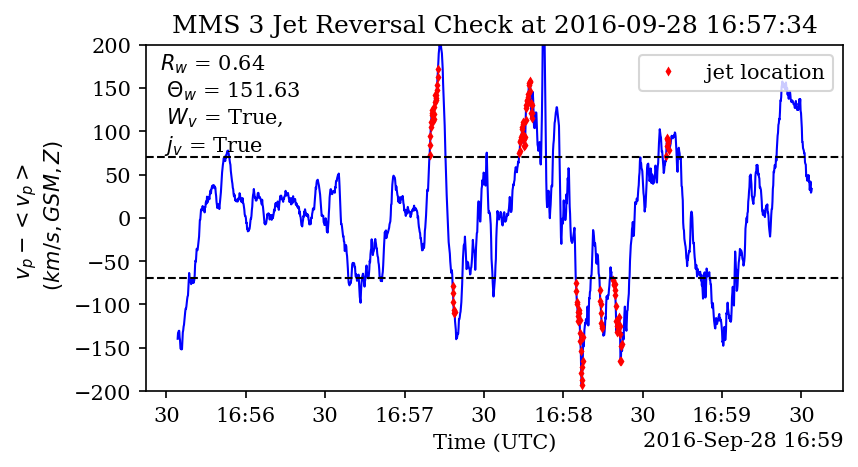 MMS 3 Jet Reversal Check at 2016-09-28 16:57:34
R_w = 0.64
Θ_w = 151.63
W_v = True,
j_v = True
jet location
v_p − < v_p >
(km/s, GSM, Z)
200
150
100
50
0
−50
−100
−150
−200
30 16:56 30 16:57 30 16:58 30 16:59 30
Time (UTC)
2016-Sep-28 16:59